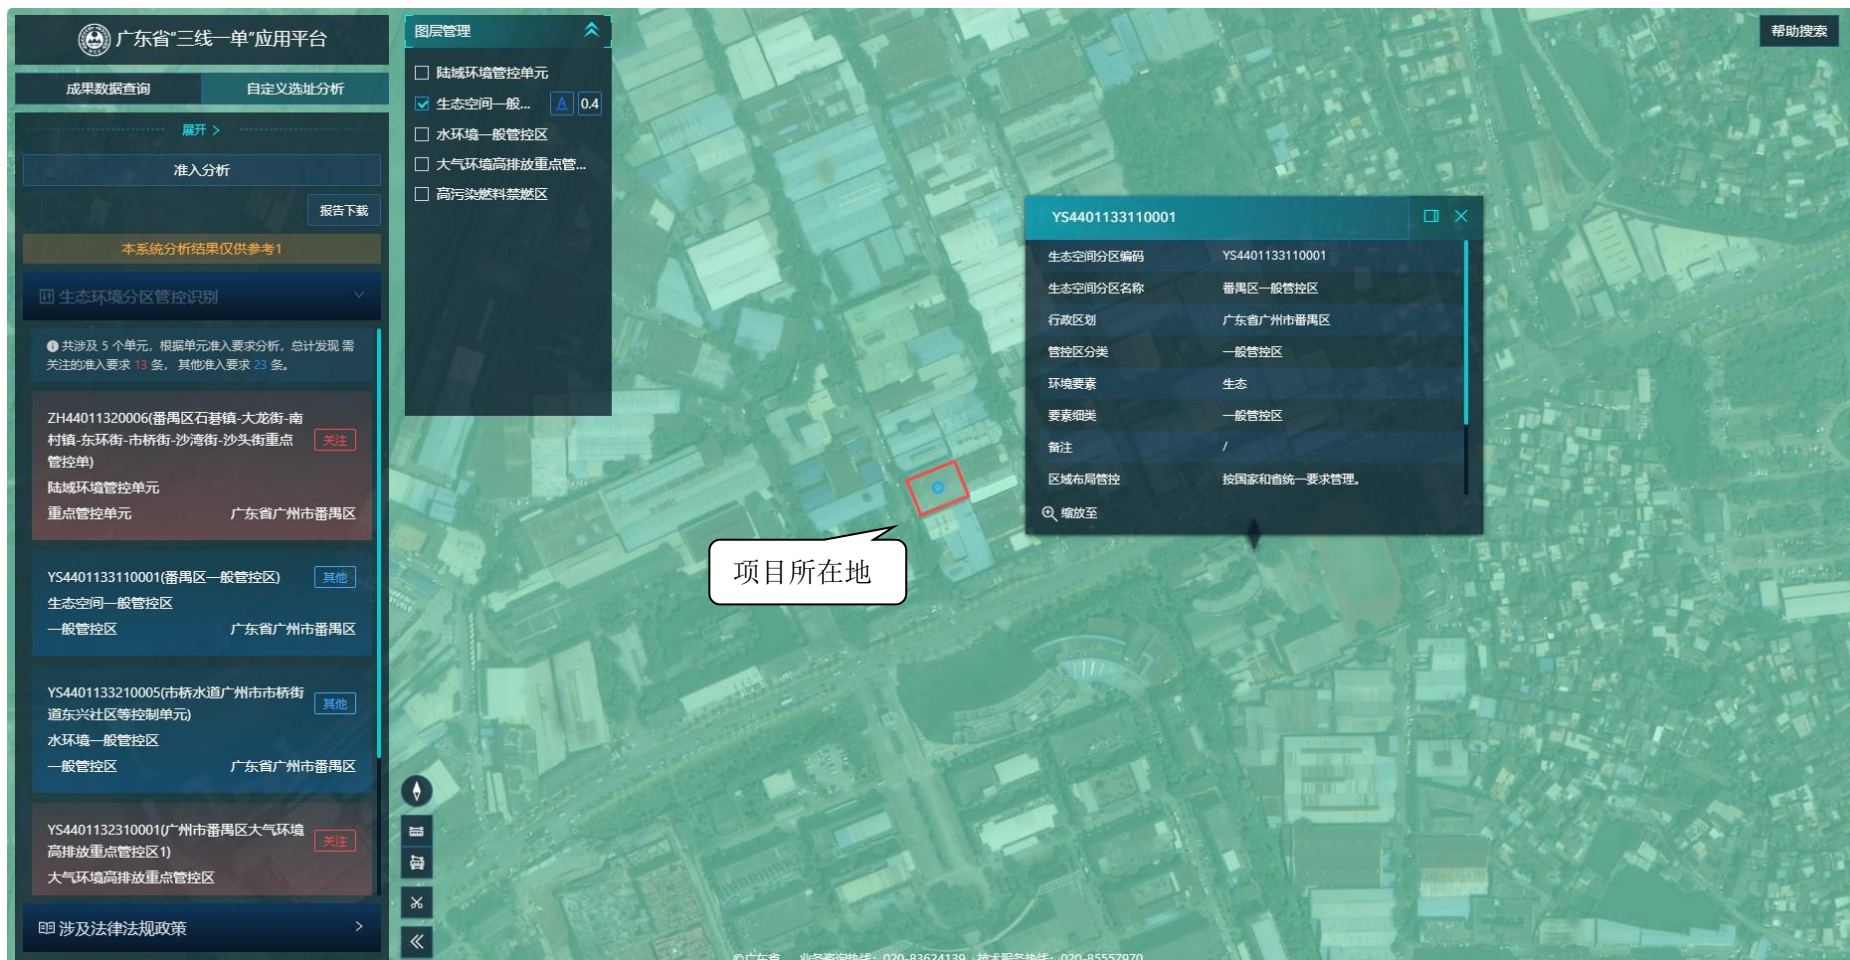 广东省“三线一单”应用平台
成果数据查询
自定义选址分析
展开 >
准入分析
报告下载
本系统分析结果仅供参考1
生态环境分区管控识别
共涉及 5 个单元，根据单元准入要求分析，总计发现 需
关注的准入要求 13 条， 其他准入要求 23 条。
ZH44011320006(番禺区石碁镇-大龙街-南
村镇-东环街-市桥街-沙湾街-沙头街重点
管控单)
关注
陆域环境管控单元
重点管控单元 广东省广州市番禺区
YS4401133110001(番禺区一般管控区)
其他
生态空间一般管控区
一般管控区 广东省广州市番禺区
YS4401133210005(市桥水道广州市市桥街
道东兴社区等控制单元)
其他
水环境一般管控区
一般管控区 广东省广州市番禺区
YS4401132310001(广州市番禺区大气环境
高排放重点管控区1)
关注
大气环境高排放重点管控区
涉及法律法规政策 >
图层管理
陆域环境管控单元
生态空间一般... A 0.4
水环境一般管控区
大气环境高排放重点管...
高污染燃料禁燃区
项目所在地
帮助搜索
YS4401133110001
生态空间分区编码 YS4401133110001
生态空间分区名称 番禺区一般管控区
行政区划 广东省广州市番禺区
管控区分类 一般管控区
环境要素 生态
要素细类 一般管控区
备注 /
区域布局管控 按国家和省统一要求管理。
缩放至
©广东省 业务咨询热线：020-83624139 技术服务热线：020-85557970